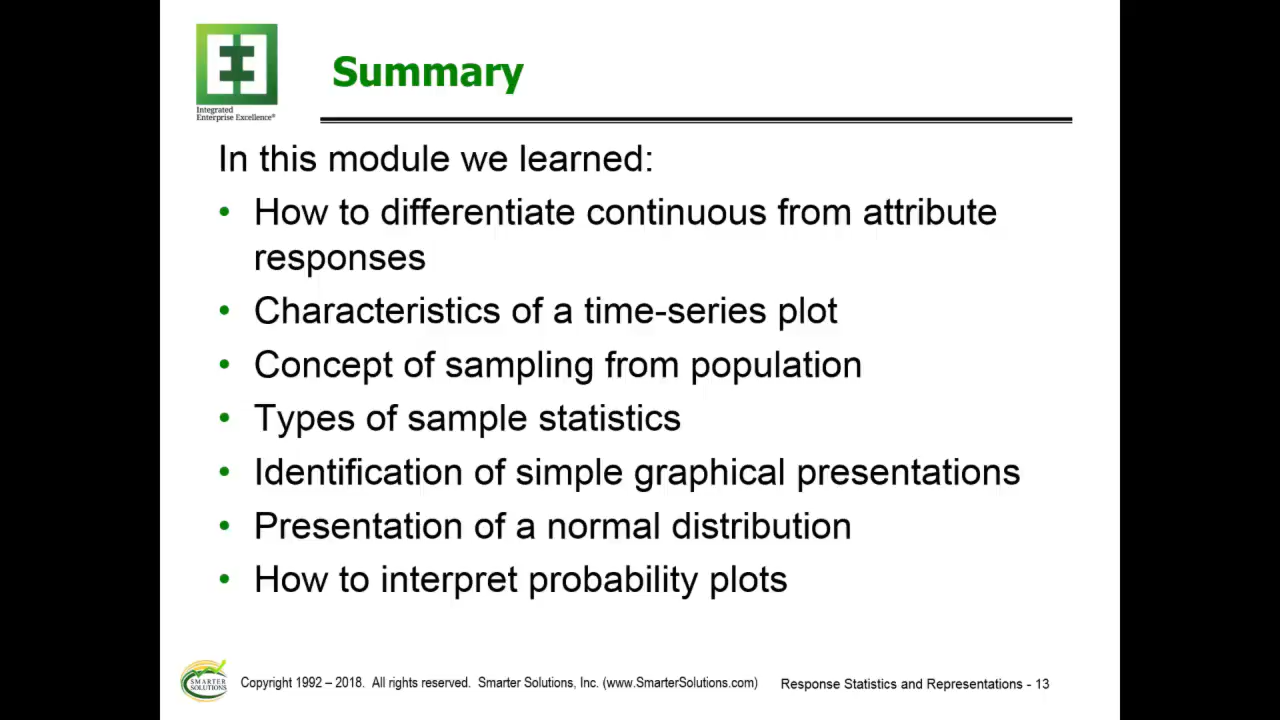 Integrated
Enterprise Excellence®
Summary
In this module we learned:
• How to differentiate continuous from attribute
responses
• Characteristics of a time-series plot
• Concept of sampling from population
• Types of sample statistics
• Identification of simple graphical presentations
• Presentation of a normal distribution
• How to interpret probability plots
SMARTER
SOLUTIONS
Copyright 1992 – 2018. All rights reserved. Smarter Solutions, Inc. (www.SmarterSolutions.com)
Response Statistics and Representations - 13